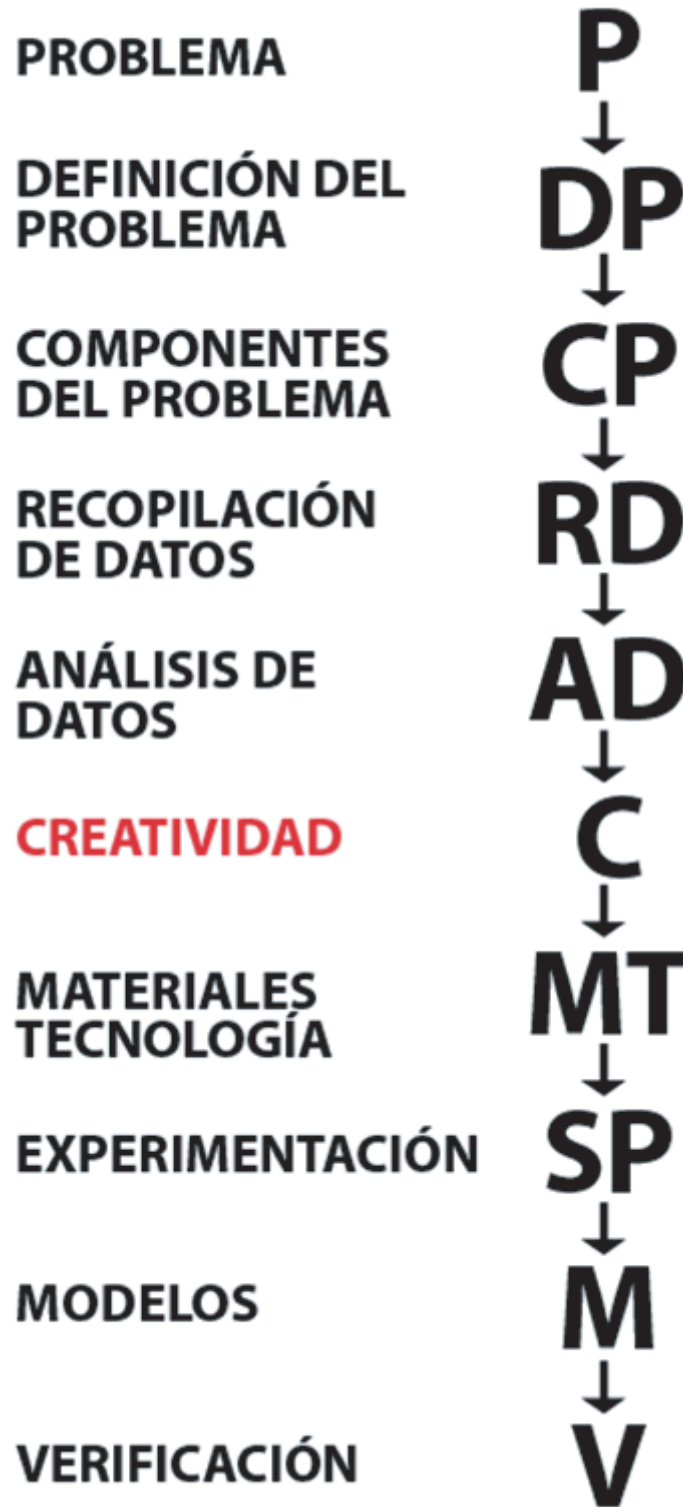 PROBLEMA P
DEFINICIÓN DEL
PROBLEMA DP
COMPONENTES
DEL PROBLEMA CP
RECOPILACIÓN
DE DATOS RD
ANÁLISIS DE
DATOS AD
CREATIVIDAD C
MATERIALES
TECNOLOGÍA MT
EXPERIMENTACIÓN SP
MODELOS M
VERIFICACIÓN V